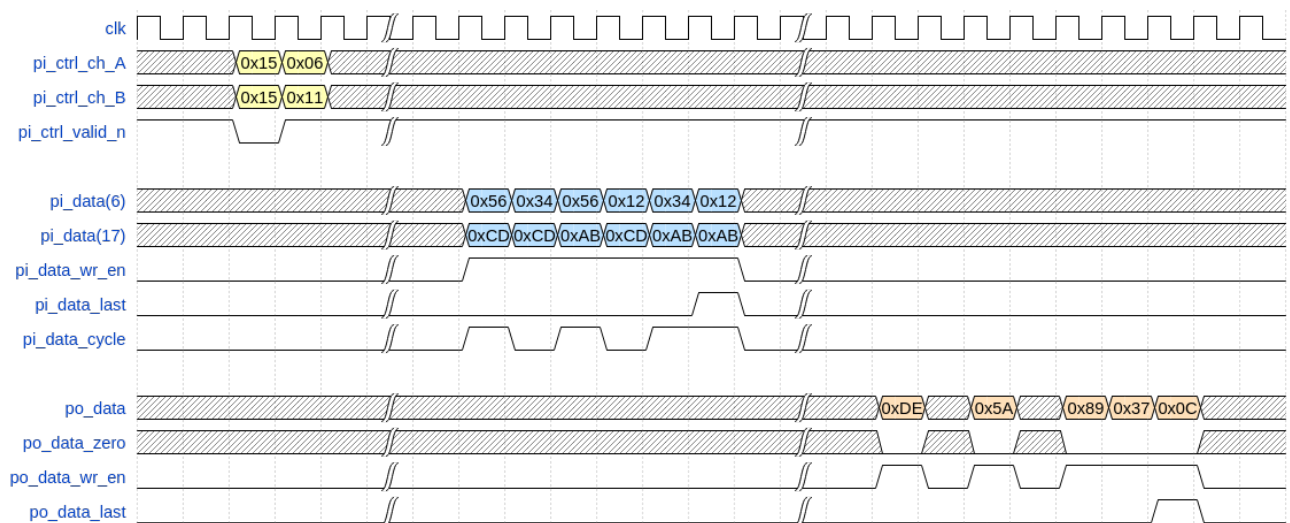 clk
pi_ctrl_ch_A 0x15 0x06
pi_ctrl_ch_B 0x15 0x11
pi_ctrl_valid_n
pi_data(6) 0x56 0x34 0x56 0x12 0x34 0x12
pi_data(17) 0xCD 0xCD 0xAB 0xCD 0xAB 0xAB
pi_data_wr_en
pi_data_last
pi_data_cycle
po_data 0xDE 0x5A 0x89 0x37 0x0C
po_data_zero
po_data_wr_en
po_data_last